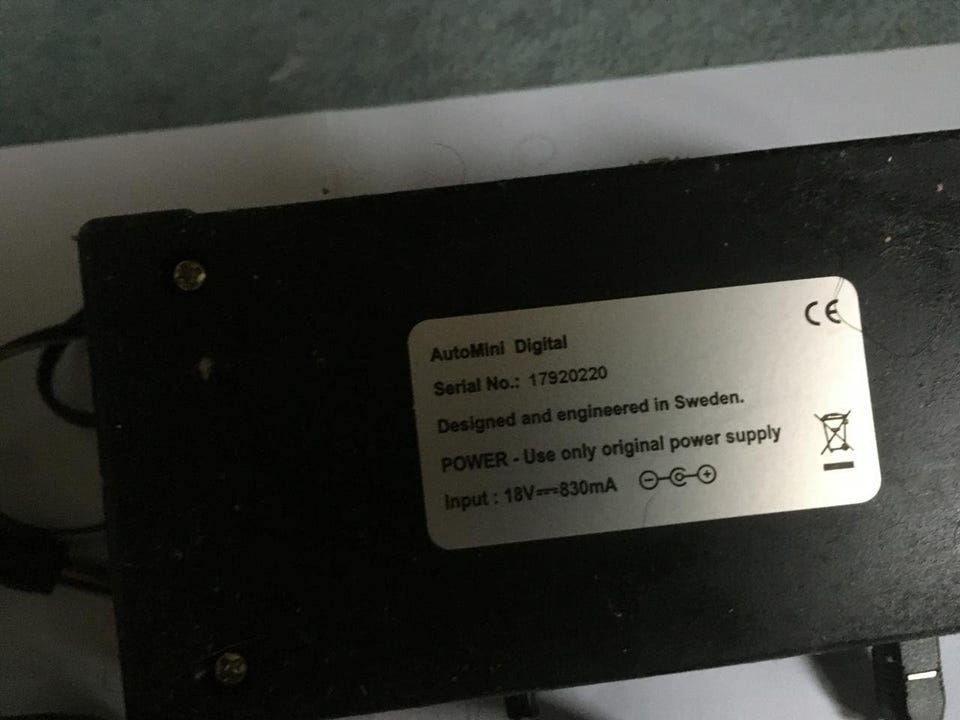 CE
AutoMini Digital
Serial No.: 17920220
Designed and engineered in Sweden.
POWER - Use only original power supply
Input : 18V⎓830mA